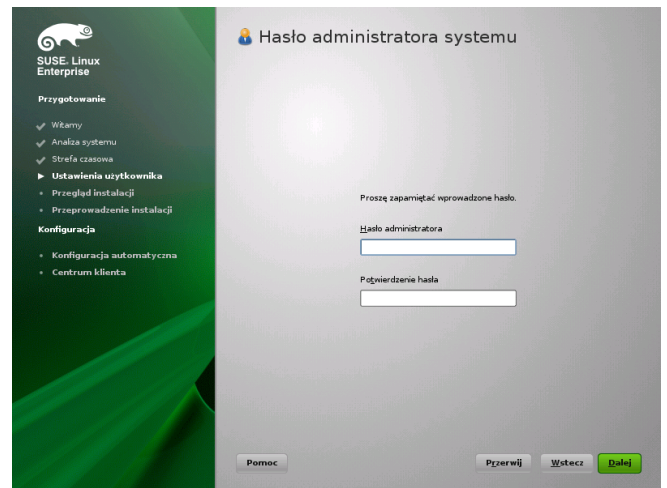 SUSE. Linux
Enterprise
Przygotowanie
Witamy
Analiza systemu
Strefa czasowa
Ustawienia użytkownika
Przegląd instalacji
Przeprowadzenie instalacji
Konfiguracja
Konfiguracja automatyczna
Centrum klienta
Hasło administratora systemu
Proszę zapamiętać wprowadzone hasło.
Hasło administratora
Potwierdzenie hasła
Pomoc
Przerwij
Wstecz
Dalej